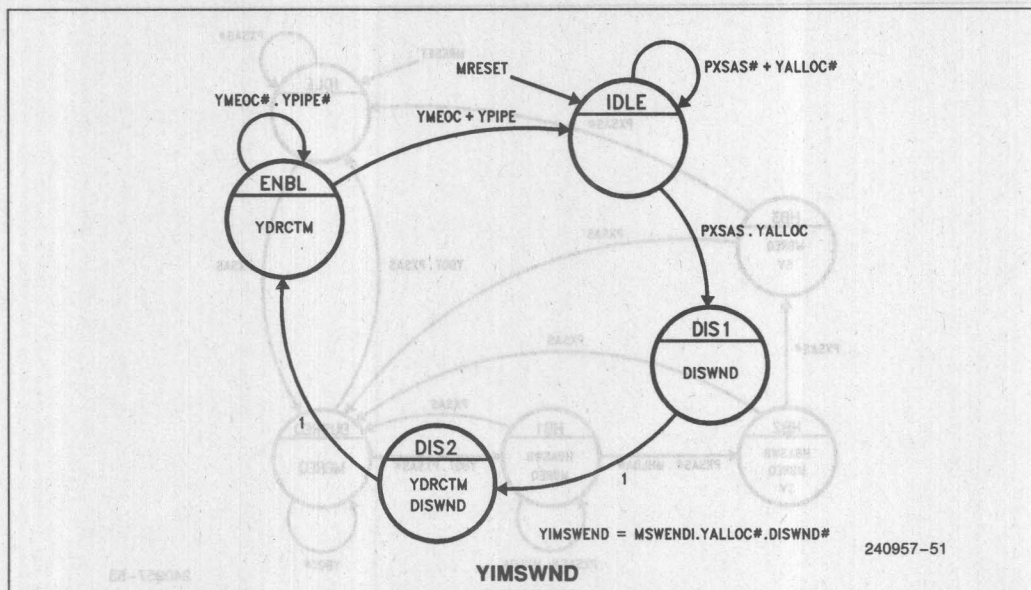 MRESET
PXSAS# + YALLOC#
IDLE
YMEOC# . YPIPE#
YMEOC + YPIPE
ENBL
YDRCTM
PXSAS . YALLOC
DIS1
DISWND
1
DIS2
YDRCTM
DISWND
1
YIMSWEND = MSWENDI.YALLOC#.DISWND#
240957-51
YIMSWND